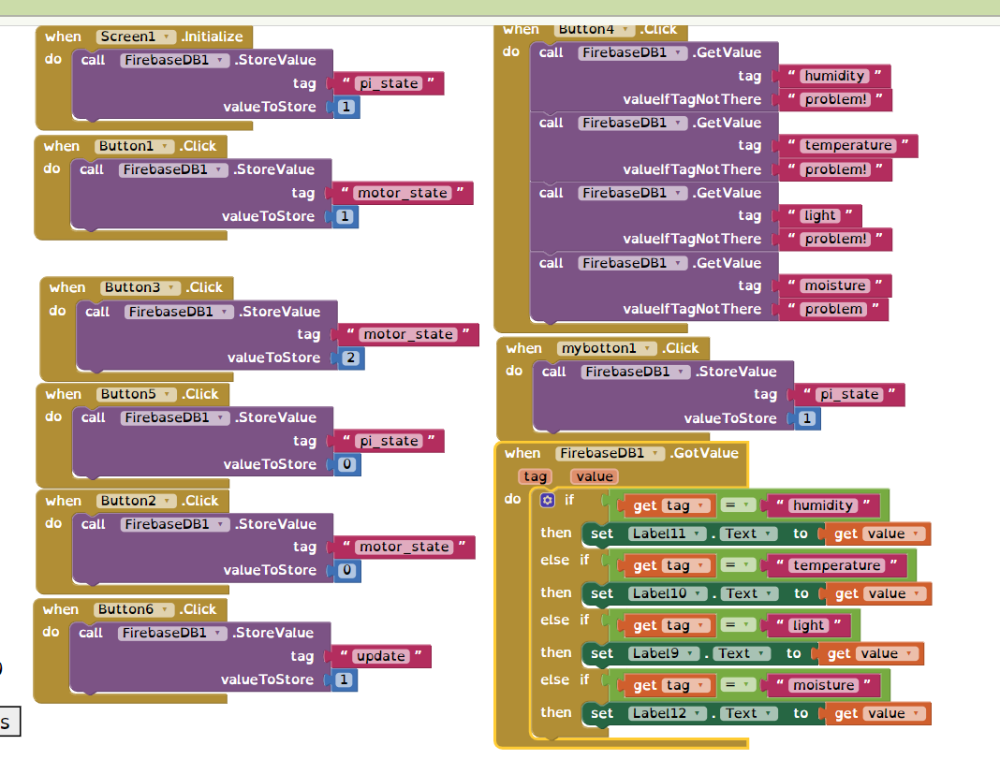 when Screen1 .Initialize
do call FirebaseDB1 .StoreValue
tag " pi_state "
valueToStore 1
when Button1 .Click
do call FirebaseDB1 .StoreValue
tag " motor_state "
valueToStore 1
when Button3 .Click
do call FirebaseDB1 .StoreValue
tag " motor_state "
valueToStore 2
when Button5 .Click
do call FirebaseDB1 .StoreValue
tag " pi_state "
valueToStore 0
when Button2 .Click
do call FirebaseDB1 .StoreValue
tag " motor_state "
valueToStore 0
when Button6 .Click
do call FirebaseDB1 .StoreValue
tag " update "
valueToStore 1
)
s
when Button4 .Click
do call FirebaseDB1 .GetValue
tag " humidity "
valueIfTagNotThere " problem! "
call FirebaseDB1 .GetValue
tag " temperature "
valueIfTagNotThere " problem! "
call FirebaseDB1 .GetValue
tag " light "
valueIfTagNotThere " problem! "
call FirebaseDB1 .GetValue
tag " moisture "
valueIfTagNotThere " problem "
when mybotton1 .Click
do call FirebaseDB1 .StoreValue
tag " pi_state "
valueToStore 1
when FirebaseDB1 .GotValue
tag value
do if get tag = " humidity "
then set Label11 . Text to get value
else if get tag = " temperature "
then set Label10 . Text to get value
else if get tag = " light "
then set Label9 . Text to get value
else if get tag = " moisture "
then set Label12 . Text to get value